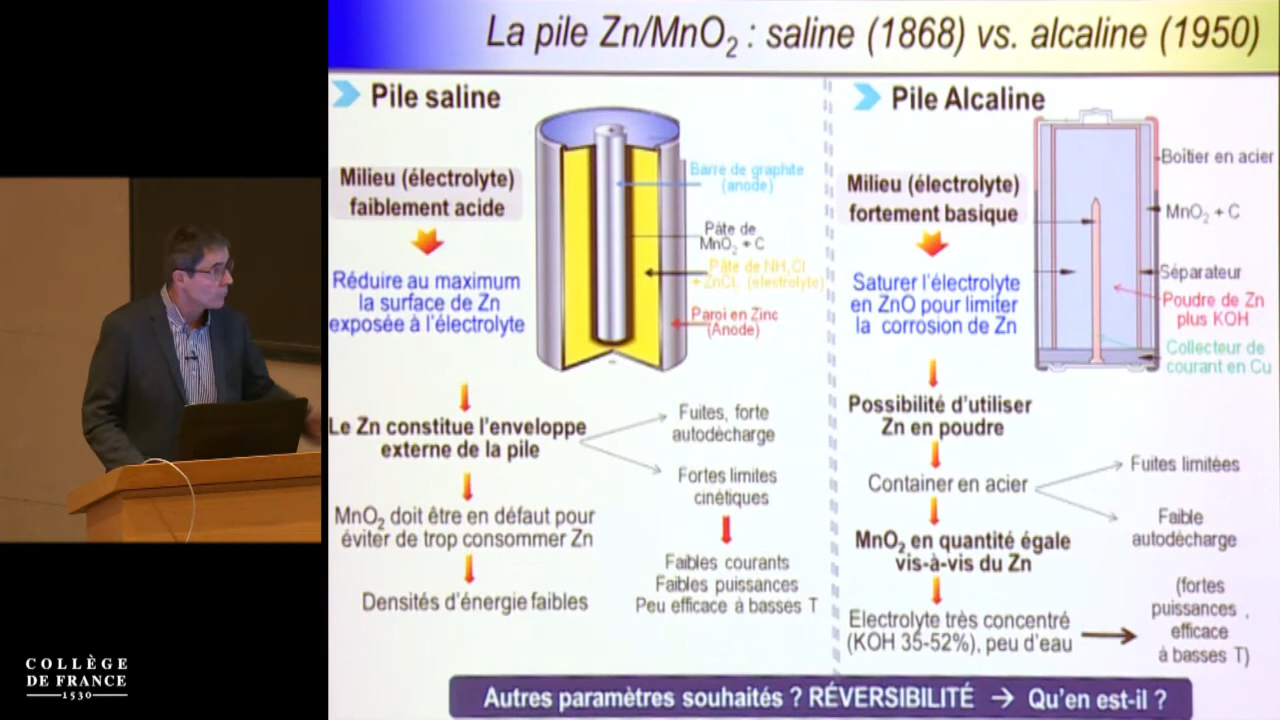 La pile Zn/MnO2 : saline (1868) vs. alcaline (1950)
Pile saline
Milieu (électrolyte)
faiblement acide
Réduire au maximum
la surface de Zn
exposée à l'électrolyte
Barre de graphite
(anode)
Pâte de
MnO2 + C
Pâte de NH4Cl
+ ZnCl2 (électrolyte)
Paroi en Zinc
(Anode)
Le Zn constitue l'enveloppe
externe de la pile
Fuites, forte
autodécharge
Fortes limites
cinétiques
MnO2 doit être en défaut pour
éviter de trop consommer Zn
Densités d'énergie faibles
Faibles courants
Faibles puissances
Peu efficace à basses T
Pile Alcaline
Milieu (électrolyte)
fortement basique
Saturer l'électrolyte
en ZnO pour limiter
la corrosion de Zn
Boîtier en acier
MnO2 + C
Séparateur
Poudre de Zn
plus KOH
Collecteur de
courant en Cu
Possibilité d'utiliser
Zn en poudre
Container en acier
Fuites limitées
Faible
autodécharge
MnO2 en quantité égale
vis-à-vis du Zn
Electrolyte très concentré
(KOH 35-52%), peu d'eau
(fortes
puissances ,
efficace
à basses T)
Autres paramètres souhaités ? RÉVERSIBILITÉ → Qu'en est-il ?
COLLÈGE
DE FRANCE
1530